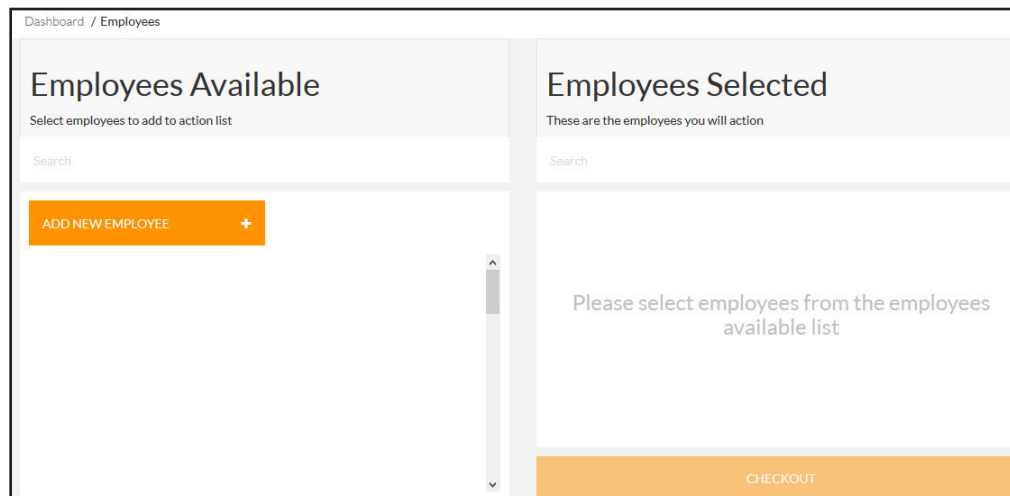 Dashboard / Employees
Employees Available
Select employees to add to action list
Search
ADD NEW EMPLOYEE +
Employees Selected
These are the employees you will action
Search
Please select employees from the employees
available list
CHECKOUT